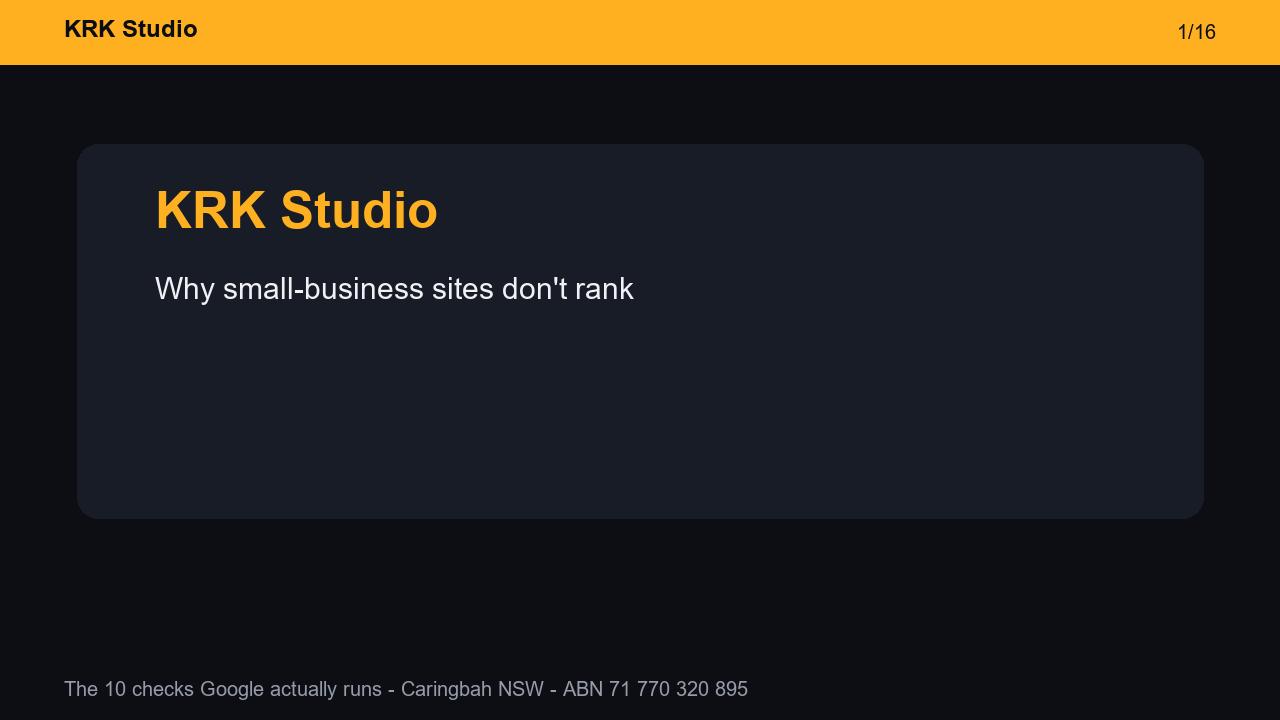 KRK Studio
1/16
KRK Studio
Why small-business sites don't rank
The 10 checks Google actually runs - Caringbah NSW - ABN 71 770 320 895